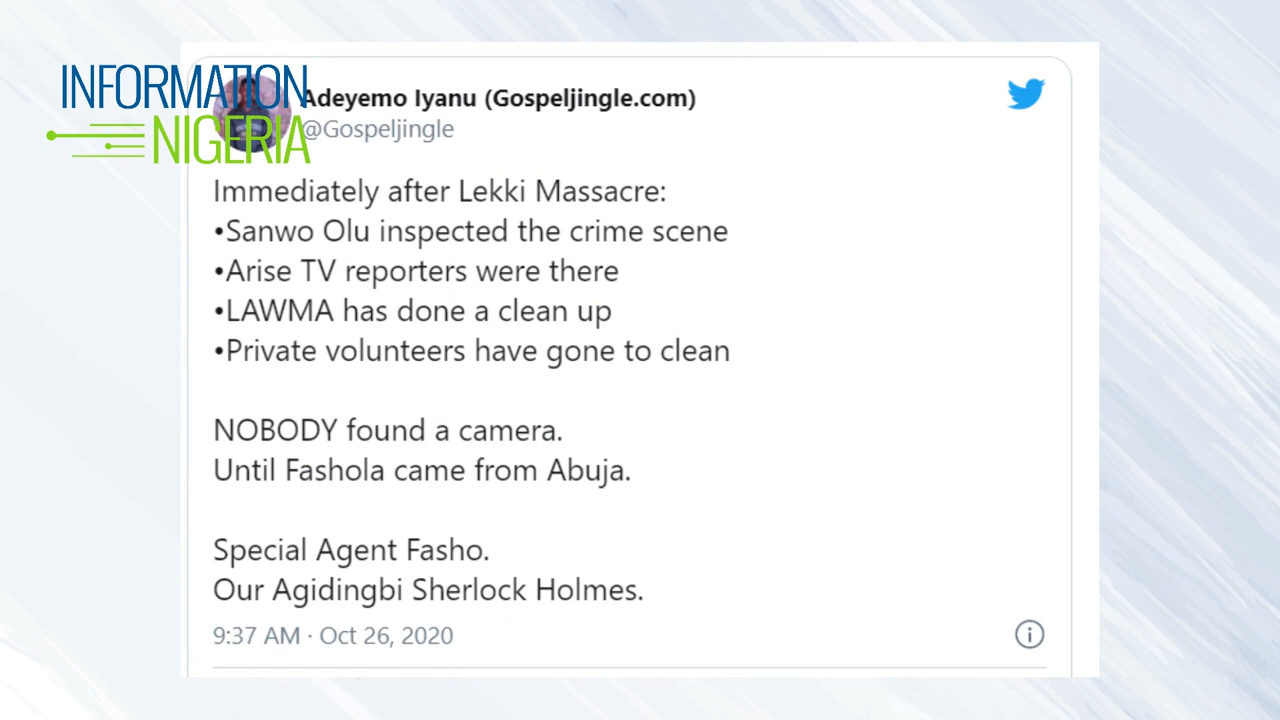 INFORMATION
NIGERIA
Adeyemo Iyanu (Gospeljingle.com)
@Gospeljingle
Immediately after Lekki Massacre:
•Sanwo Olu inspected the crime scene
•Arise TV reporters were there
•LAWMA has done a clean up
•Private volunteers have gone to clean
NOBODY found a camera.
Until Fashola came from Abuja.
Special Agent Fasho.
Our Agidingbi Sherlock Holmes.
9:37 AM · Oct 26, 2020